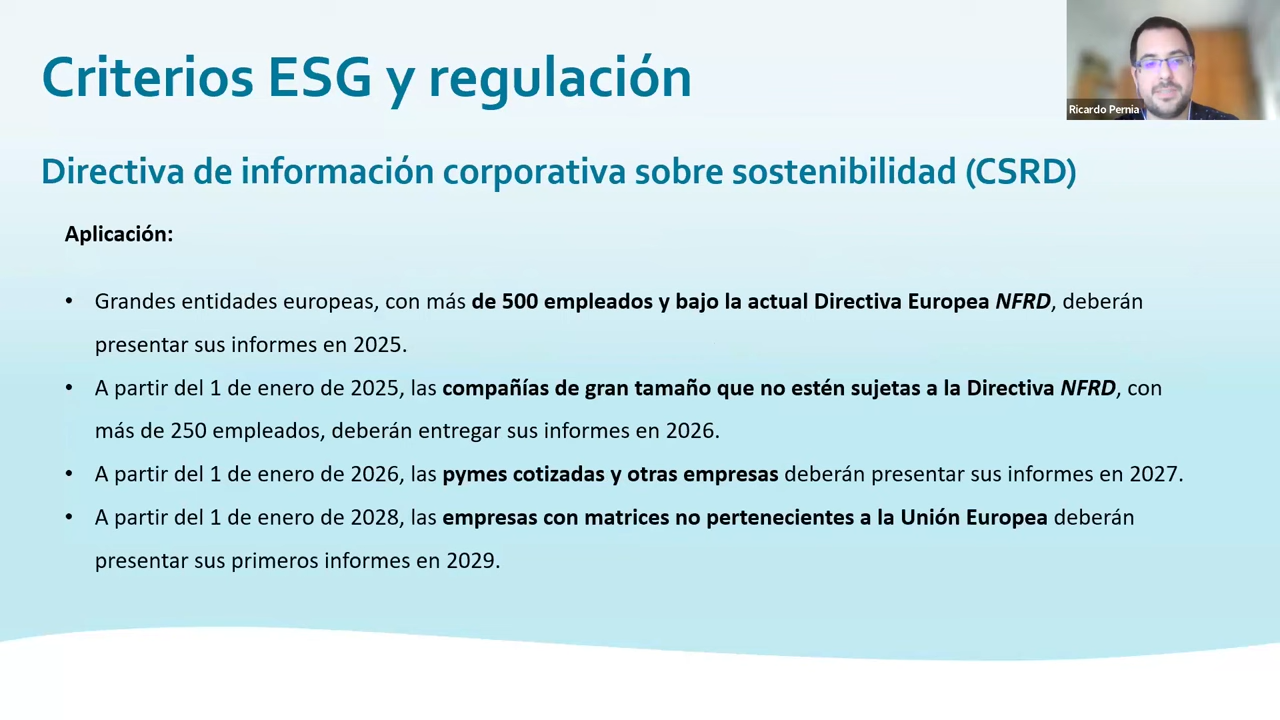 Criterios ESG y regulación
Ricardo Pernia
Directiva de información corporativa sobre sostenibilidad (CSRD)
Aplicación:
• Grandes entidades europeas, con más de 500 empleados y bajo la actual Directiva Europea NFRD, deberán
presentar sus informes en 2025.
• A partir del 1 de enero de 2025, las compañías de gran tamaño que no estén sujetas a la Directiva NFRD, con
más de 250 empleados, deberán entregar sus informes en 2026.
• A partir del 1 de enero de 2026, las pymes cotizadas y otras empresas deberán presentar sus informes en 2027.
• A partir del 1 de enero de 2028, las empresas con matrices no pertenecientes a la Unión Europea deberán
presentar sus primeros informes en 2029.